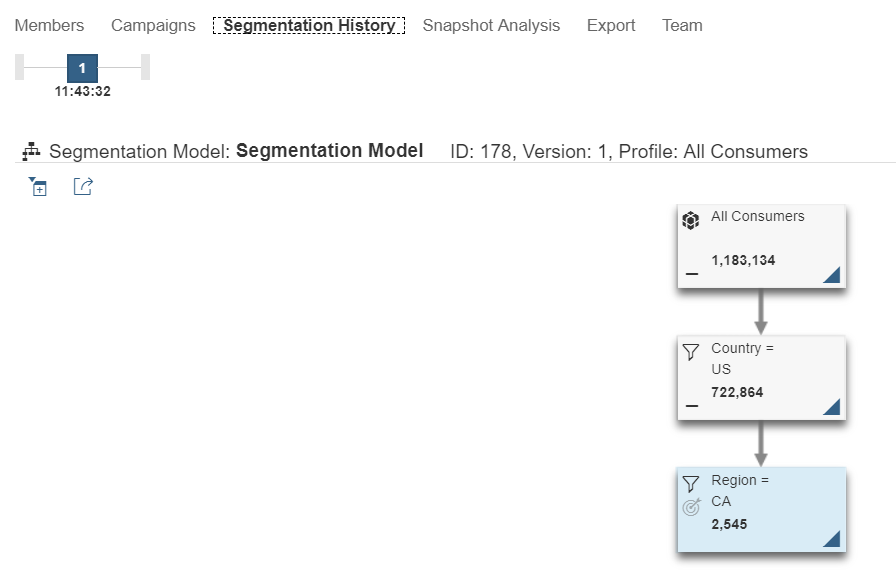 Members Campaigns Segmentation History Snapshot Analysis Export Team
1
11:43:32
Segmentation Model: Segmentation Model ID: 178, Version: 1, Profile: All Consumers
All Consumers
1,183,134
Country =
US
722,864
Region =
CA
2,545